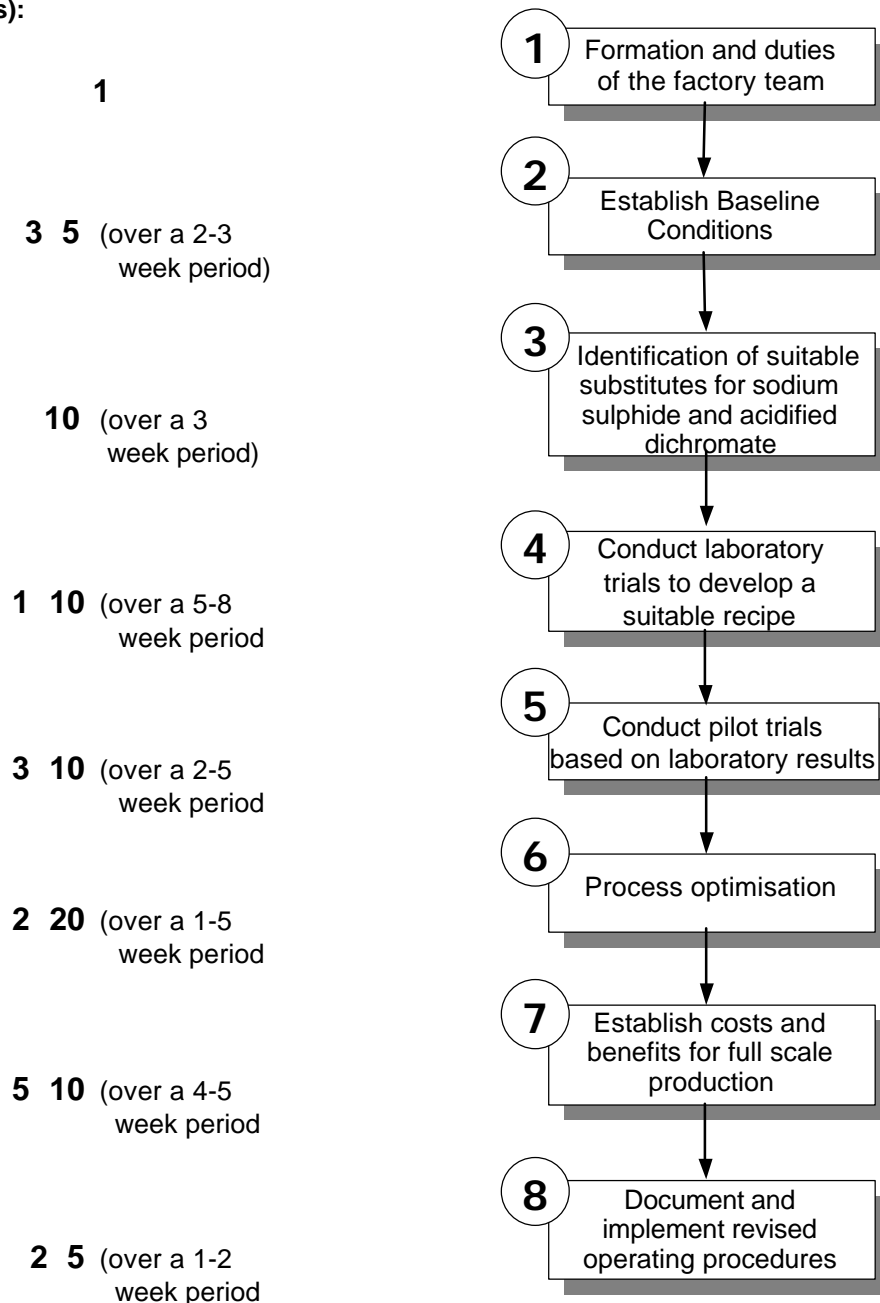 s):
1
Formation and duties
of the factory team
1
2
Establish Baseline
Conditions
3 5 (over a 2-3
week period)
3
Identification of suitable
substitutes for sodium
sulphide and acidified
dichromate
10 (over a 3
week period)
4
Conduct laboratory
trials to develop a
suitable recipe
1 10 (over a 5-8
week period
5
Conduct pilot trials
based on laboratory results
3 10 (over a 2-5
week period
6
Process optimisation
2 20 (over a 1-5
week period
7
Establish costs and
benefits for full scale
production
5 10 (over a 4-5
week period
8
Document and
implement revised
operating procedures
2 5 (over a 1-2
week period